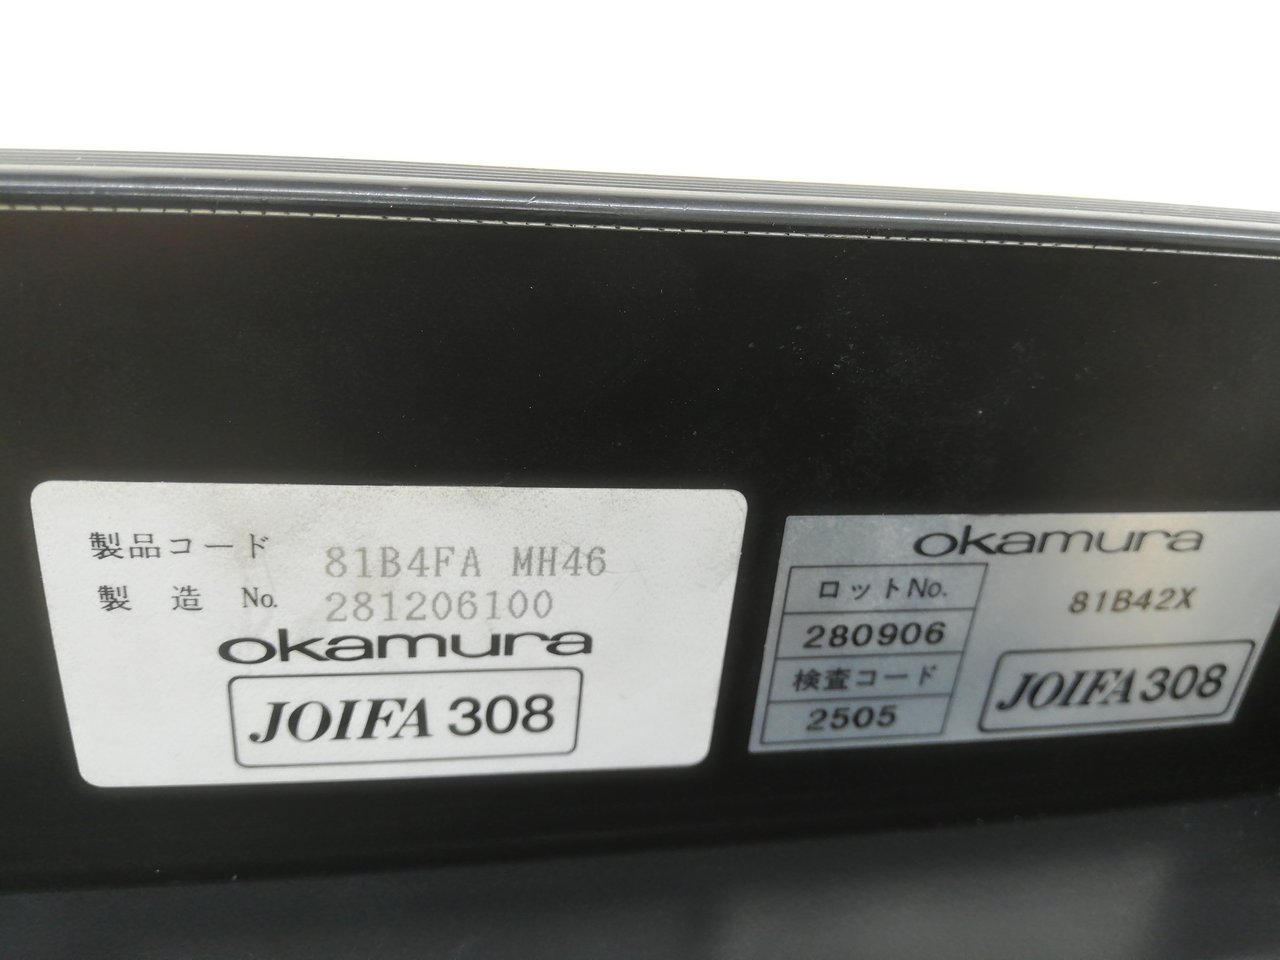 製品コード 81B4FA MH46
製造 No. 281206100
okamura
JOIFA 308
okamura
ロットNo.
280906
検査コード
2505
81B42X
JOIFA 308